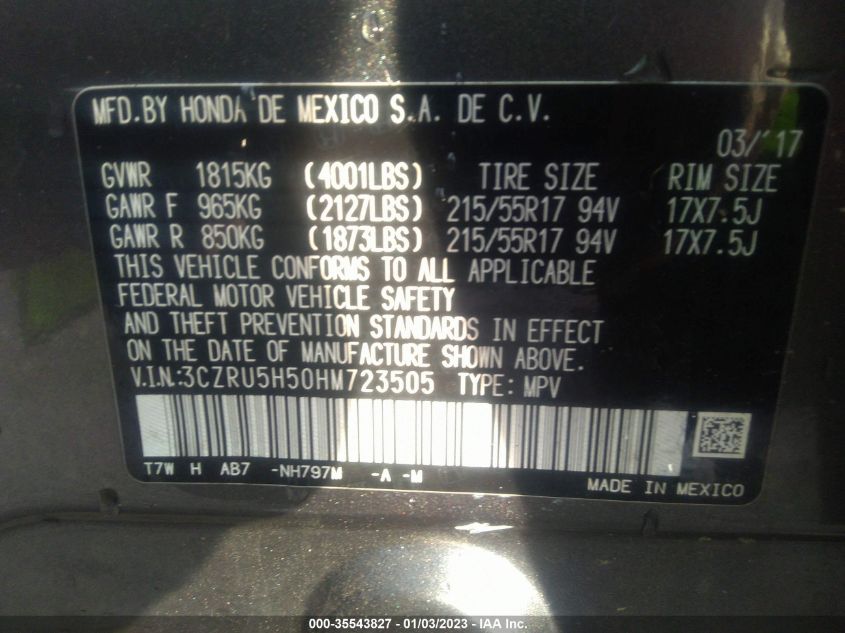 MFD.BY HONDA DE MEXICO S.A. DE C.V.
03/'17
GVWR 1815KG (4001LBS) TIRE SIZE RIM SIZE
GAWR F 965KG (2127LBS) 215/55R17 94V 17X7.5J
GAWR R 850KG (1873LBS) 215/55R17 94V 17X7.5J
THIS VEHICLE CONFORMS TO ALL APPLICABLE
FEDERAL MOTOR VEHICLE SAFETY
AND THEFT PREVENTION STANDARDS IN EFFECT
ON THE DATE OF MANUFACTURE SHOWN ABOVE.
V.I.N.:3CZRU5H50HM723505 TYPE: MPV
T7W H AB7 -NH797M -A -M
MADE IN MEXICO
000-35543827 - 01/03/2023 - IAA Inc.